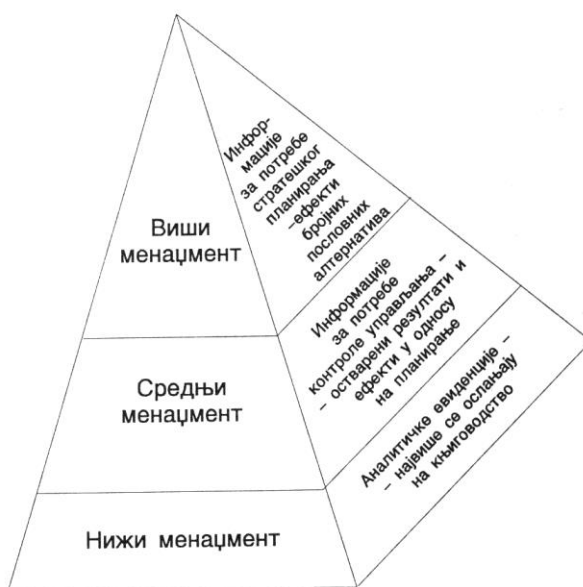 Инфор-
мације
за потребе
стратешког
планирања
–ефекти
бројних
пословних
алтернатива
Виши
менаџмент
Информације
за потребе
контроле управљања –
– остварени резултати и
ефекти у односу
на планирање
Средњи
менаџмент
Аналитичке евиденције –
– највише се ослањају
на књиговодство
Нижи менаџмент